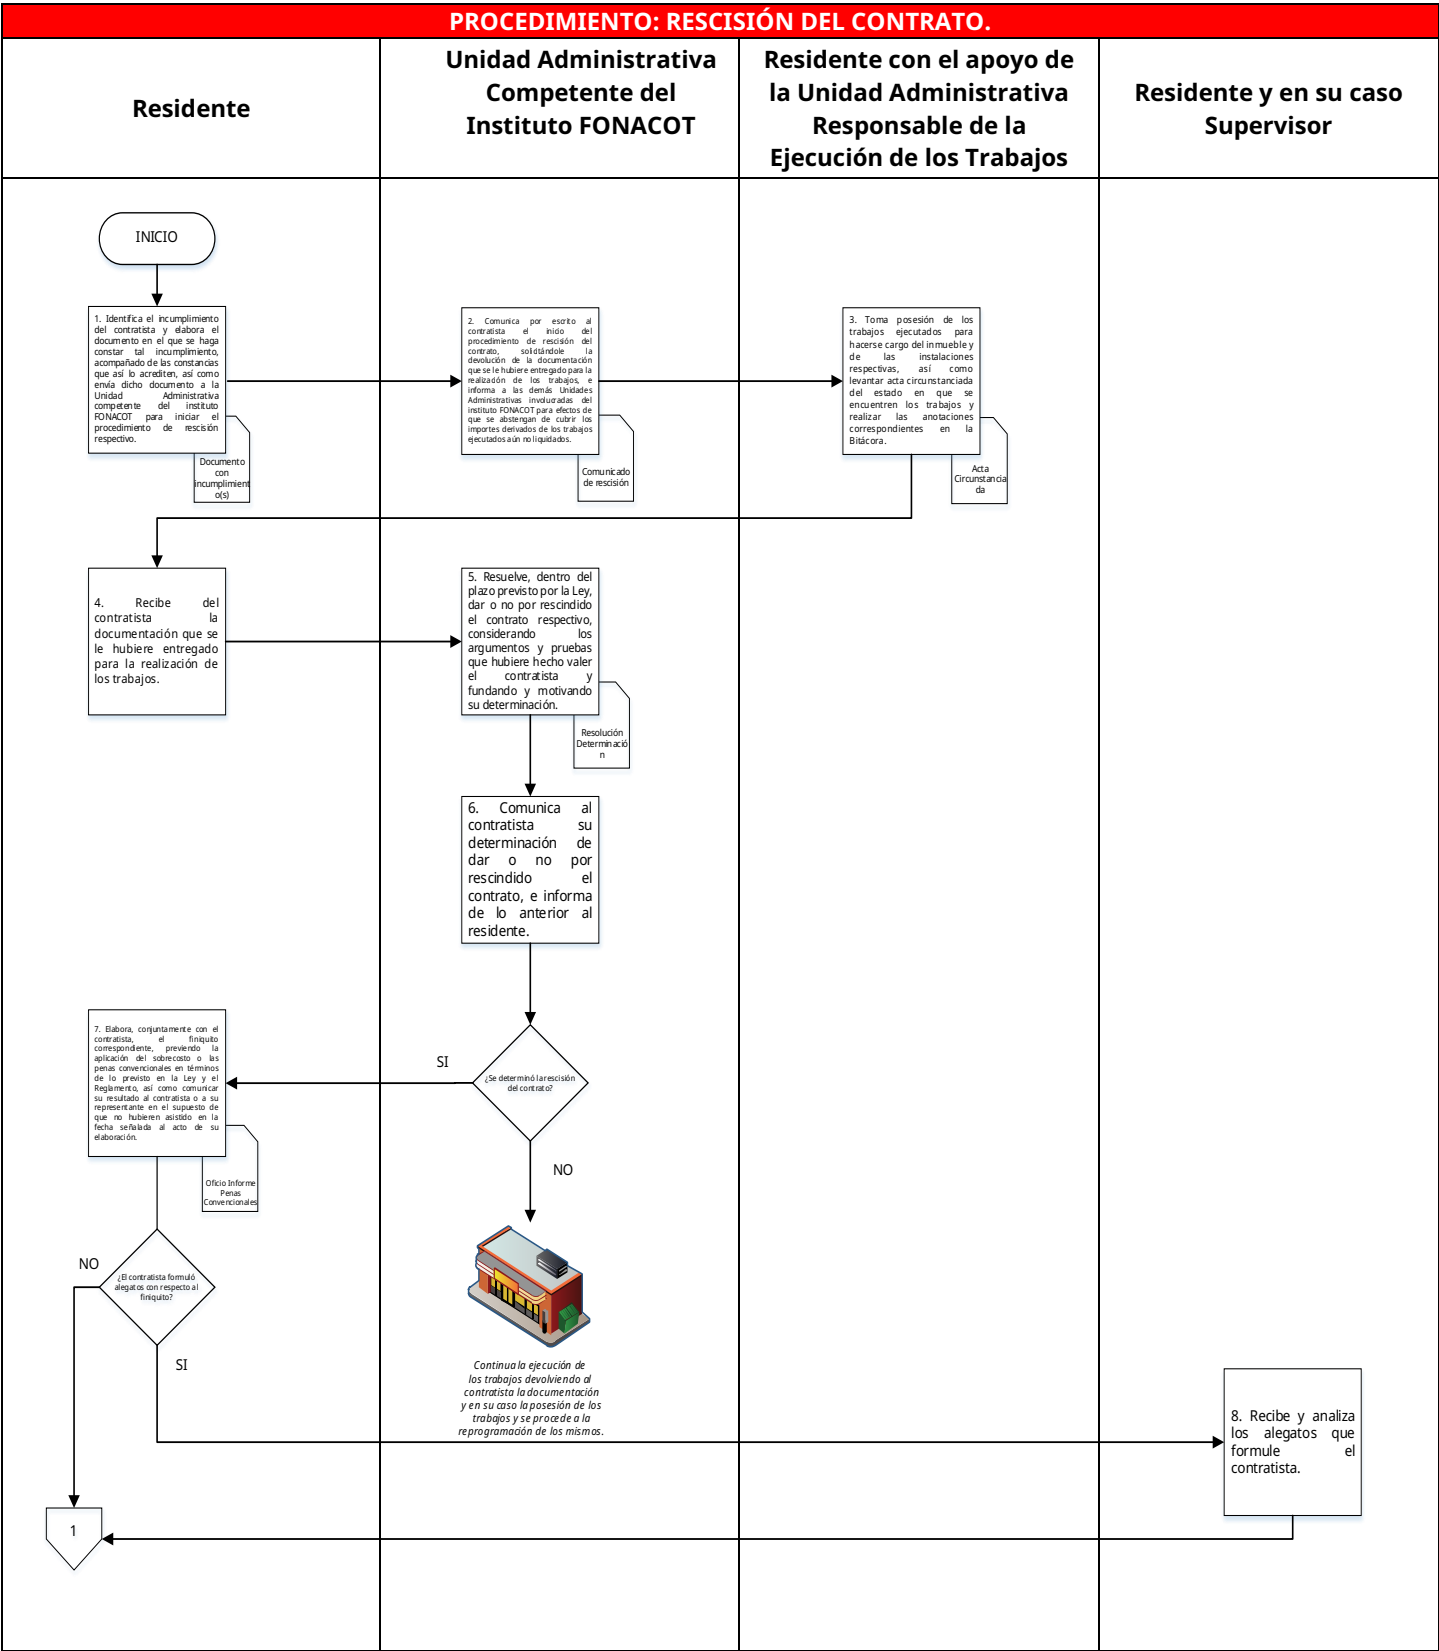 PROCEDIMIENTO: RESCISIÓN DEL CONTRATO.
Residente
Unidad Administrativa
Competente del
Instituto FONACOT
Residente con el apoyo de
la Unidad Administrativa
Responsable de la
Ejecución de los Trabajos
Residente y en su caso
Supervisor
INICIO
1. Identifica el incumplimiento
del contratista y elabora el
documento en el que se haga
constar tal incumplimiento,
acompañado de las constancias
que así lo acrediten, así como
envía dicho documento a la
Unidad Administrativa
competente del instituto
FONACOT para iniciar el
procedimiento de rescisión
respectivo.
Documento
con
incumplimient
o(s)
2. Comunica por escrito al
contratista el inicio del
procedimiento de rescisión del
contrato, solicitándole la
devolución de la documentación
que se le hubiere entregado para la
realización de los trabajos, e
informa a las demás Unidades
Administrativas involucradas del
instituto FONACOT para efectos de
que se abstengan de cubrir los
importes derivados de los trabajos
ejecutados aún no liquidados.
Comunicado
de rescisión
3. Toma posesión de los
trabajos ejecutados para
hacerse cargo del inmueble y
de las instalaciones
respectivas, así como
levantar acta circunstanciada
del estado en que se
encuentren los trabajos y
realizar las anotaciones
correspondientes en la
Bitácora.
Acta
Circunstancia
da
4. Recibe del
contratista la
documentación que se
le hubiere entregado
para la realización de
los trabajos.
5. Resuelve, dentro del
plazo previsto por la Ley,
dar o no por rescindido
el contrato respectivo,
considerando los
argumentos y pruebas
que hubiere hecho valer
el contratista y
fundando y motivando
su determinación.
Resolución
Determinació
n
6. Comunica al
contratista su
determinación de
dar o no por
rescindido el
contrato, e informa
de lo anterior al
residente.
¿Se determinó la rescisión
del contrato?
SI
NO
7. Elabora, conjuntamente con el
contratista, el finiquito
correspondiente, previendo la
aplicación del sobrecosto o las
penas convencionales en términos
de lo previsto en la Ley y el
Reglamento, así como comunicar
su resultado al contratista o a su
representante en el supuesto de
que no hubieren asistido en la
fecha señalada al acto de su
elaboración.
Oficio Informe
Penas
Convencionales
¿El contratista formuló
alegatos con respecto al
finiquito?
NO
SI
Continua la ejecución de
los trabajos devolviendo al
contratista la documentación
y en su caso la posesión de los
trabajos y se procede a la
reprogramación de los mismos.
8. Recibe y analiza
los alegatos que
formule el
contratista.
1